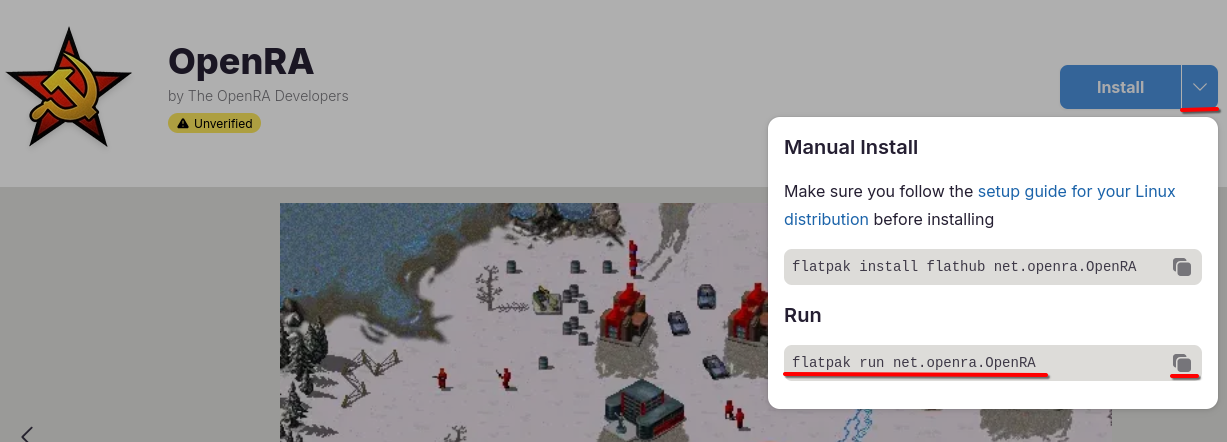 OpenRA
by The OpenRA Developers
Unverified
Install
Manual Install
Make sure you follow the setup guide for your Linux
distribution before installing
flatpak install flathub net.openra.OpenRA
Run
flatpak run net.openra.OpenRA